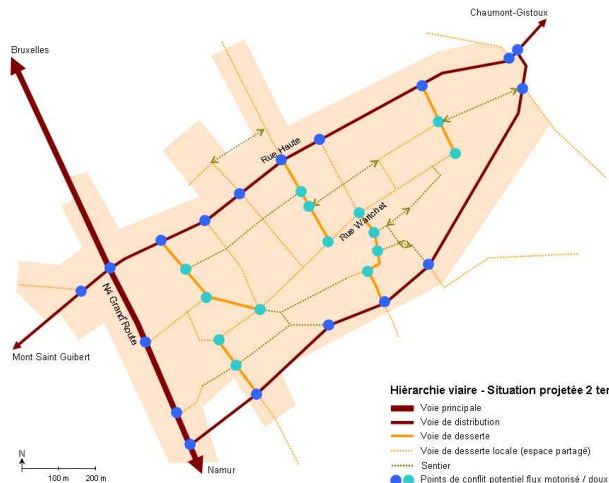 Chaumont-Gistoux
Bruxelles
Rue Haute
Rue Warichet
N4 Grand'Route
Mont Saint Guibert
Hiérarchie viaire - Situation projetée 2 ter
Voie principale
Voie de distribution
Voie de desserte
Voie de desserte locale (espace partagé)
Sentier
Points de conflit potentiel flux motorisé / doux
N
100 m 200 m
Namur